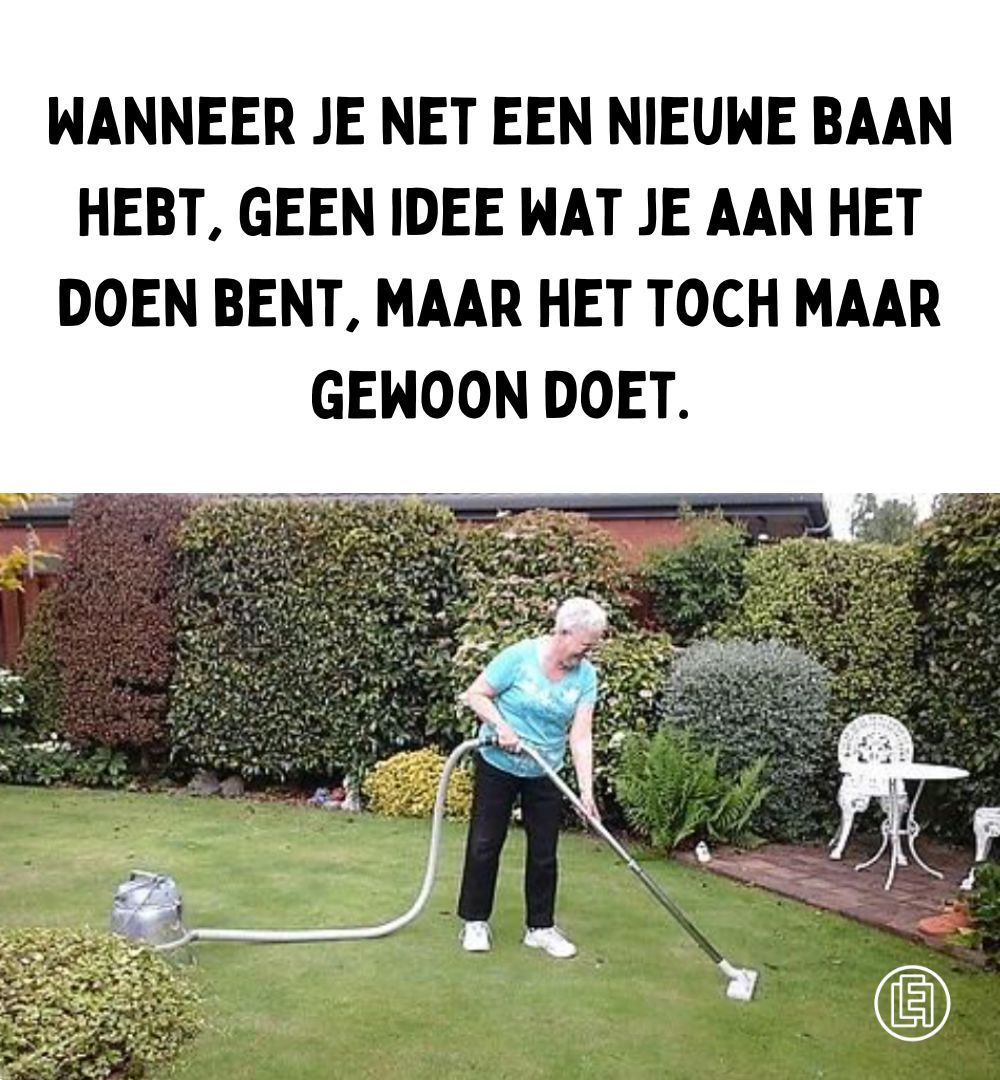 WANNEER JE NET EEN NIEUWE BAAN
HEBT, GEEN IDEE WAT JE AAN HET
DOEN BENT, MAAR HET TOCH MAAR
GEWOON DOET.